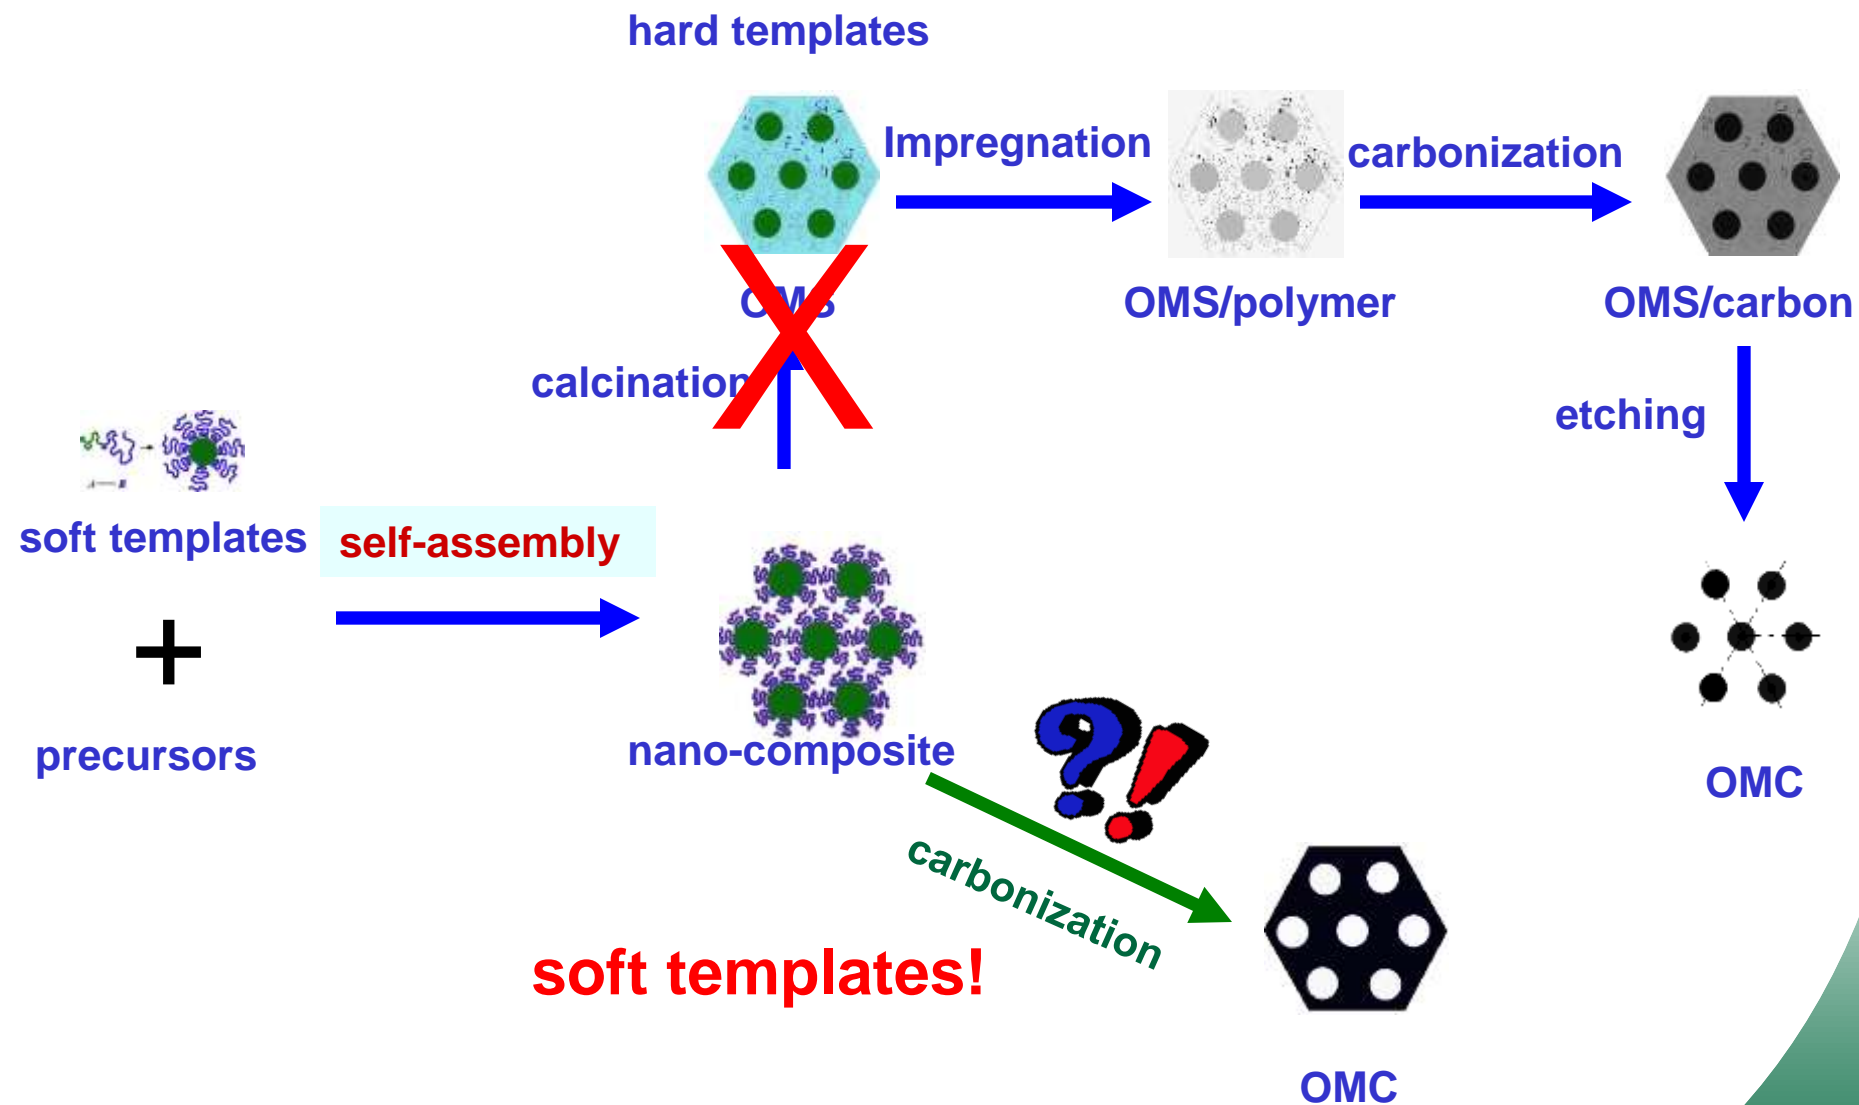 hard templates
Impregnation
carbonization
OMS
OMS/polymer
OMS/carbon
calcination
etching
A — B
soft templates
self-assembly
+
precursors
nano-composite
?!
OMC
carbonization
soft templates!
OMC